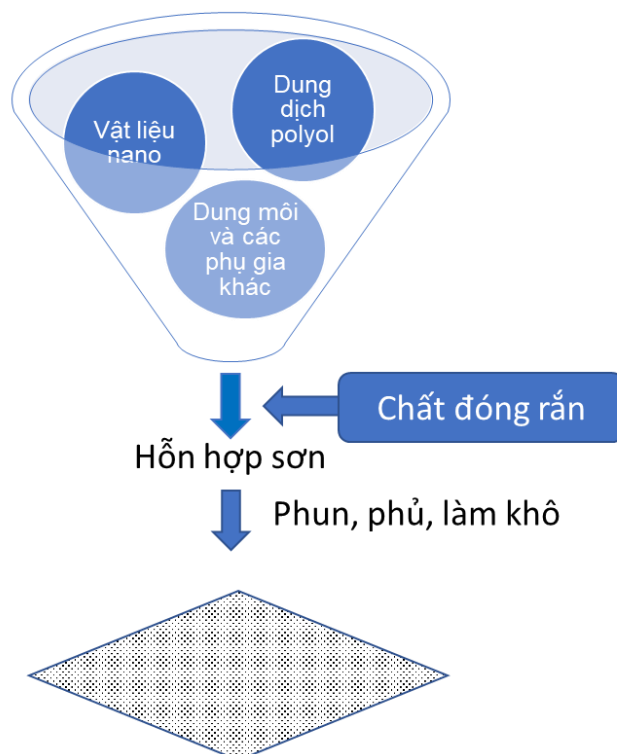 Dung
dịch
polyol
Vật liệu
nano
Dung môi
và các
phụ gia
khác
Chất đóng rắn
Hỗn hợp sơn
Phun, phủ, làm khô